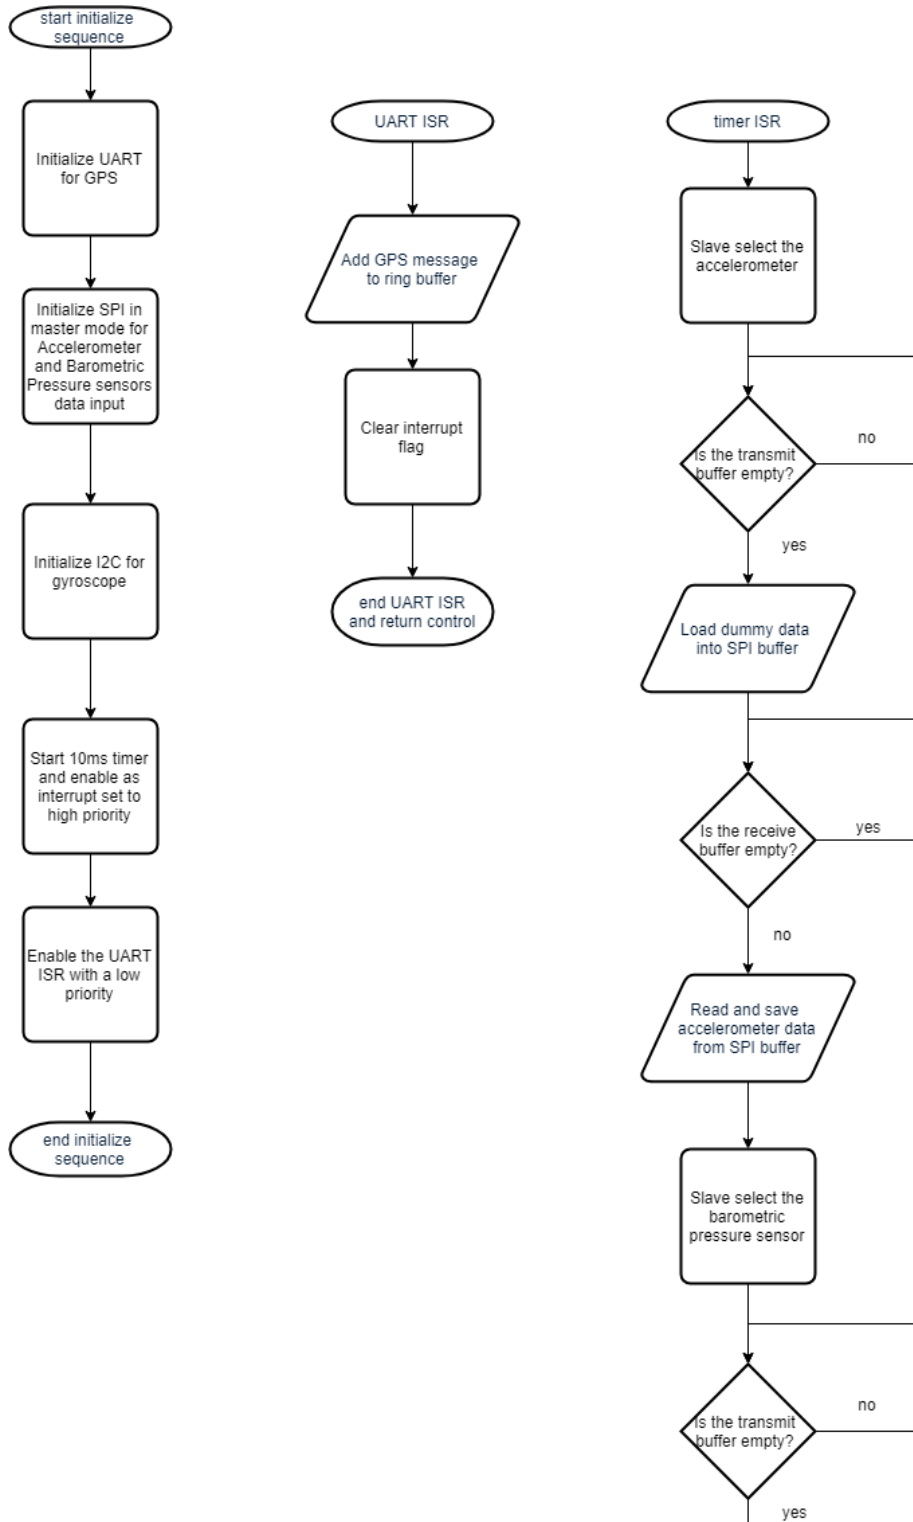 start initialize
sequence
Initialize UART
for GPS
Initialize SPI in
master mode for
Accelerometer
and Barometric
Pressure sensors
data input
Initialize I2C for
gyroscope
Start 10ms timer
and enable as
interrupt set to
high priority
Enable the UART
ISR with a low
priority
end initialize
sequence
UART ISR
Add GPS message
to ring buffer
Clear interrupt
flag
end UART ISR
and return control
timer ISR
Slave select the
accelerometer
Is the transmit
buffer empty?
no
yes
Load dummy data
into SPI buffer
Is the receive
buffer empty?
yes
no
Read and save
accelerometer data
from SPI buffer
Slave select the
barometric
pressure sensor
Is the transmit
buffer empty?
no
yes